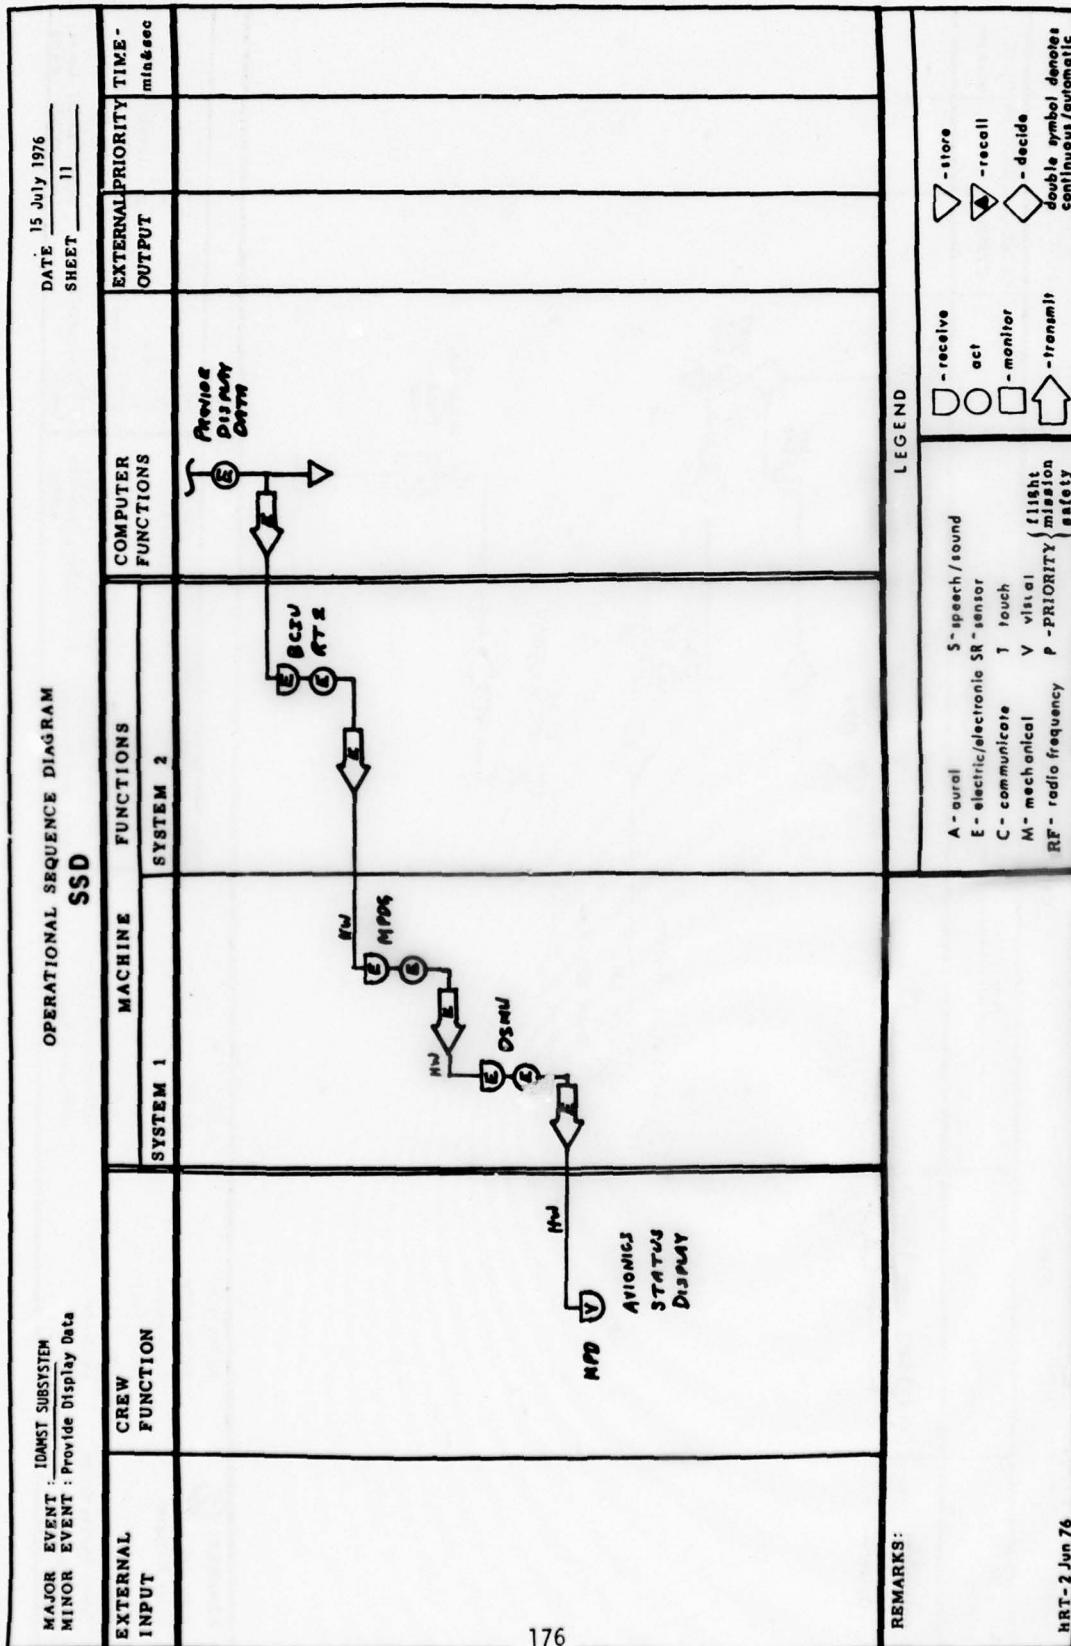 OPERATIONAL SEQUENCE DIAGRAM
SSD
MAJOR EVENT : IDAMST SUBSYSTEM
MINOR EVENT : Provide Display Data
DATE 15 July 1976
SHEET 11
EXTERNAL INPUT
CREW FUNCTION
MACHINE FUNCTIONS
SYSTEM 1
SYSTEM 2
COMPUTER FUNCTIONS
EXTERNAL OUTPUT
PRIORITY
TIME-
min&sec
PROVIDE
DISPLAY
DATA
E
E
BCIU
RT 2
E
E
E
HW
MPDG
E
E
E
HW
DSMU
E
E
E
HW
MPD
V
AVIONICS
STATUS
DISPLAY
REMARKS:
LEGEND
A - aural S - speech / sound
E - electric/electronic SR - sensor
C - communicate T touch
M - mechanical V visual
RF - radio frequency P - PRIORITY { flight mission safety
- receive
act
- monitor
- transmit
- store
- recall
- decide
double symbol denotes
continuous/automatic
HRT-2 Jun 76
176